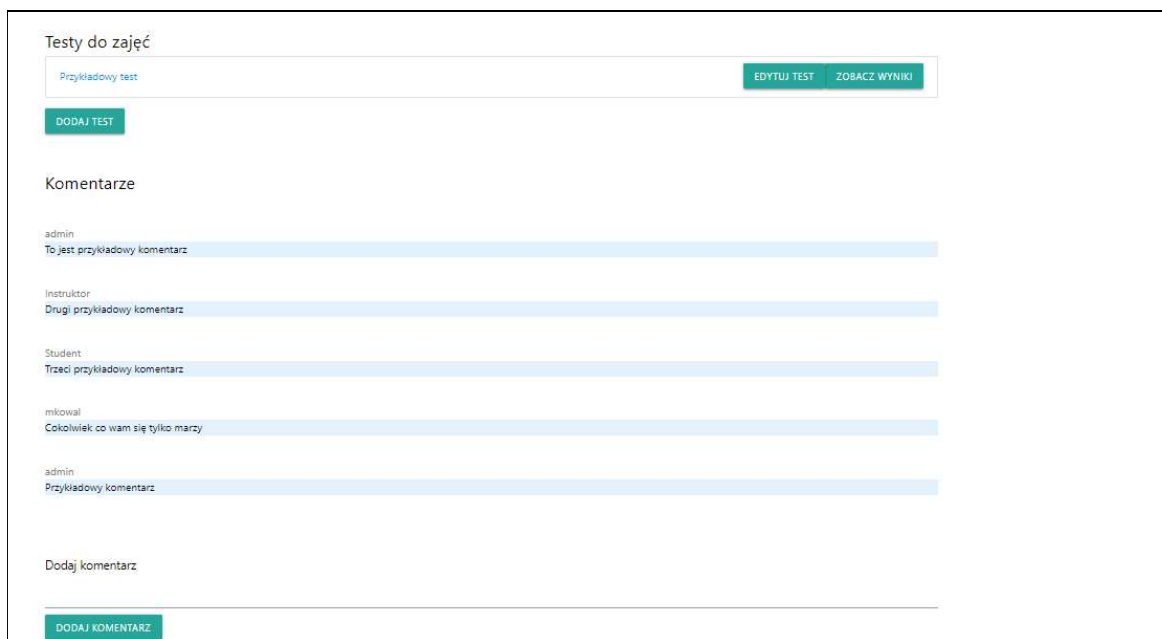 Testy do zajęć
Przykładowy test EDYTUJ TEST ZOBACZ WYNIKI
DODAJ TEST
Komentarze
admin
To jest przykładowy komentarz
Instruktor
Drugi przykładowy komentarz
Student
Trzeci przykładowy komentarz
mkowal
Cokolwiek co wam się tylko marzy
admin
Przykładowy komentarz
Dodaj komentarz
DODAJ KOMENTARZ